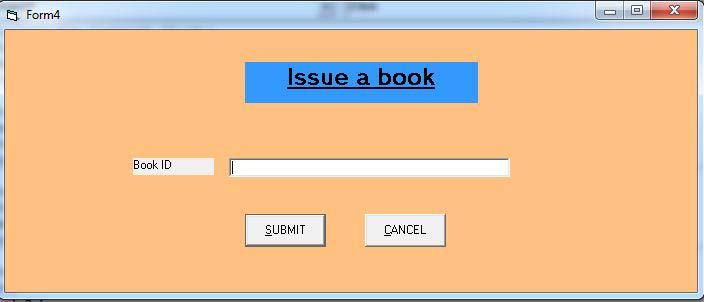 Form4
Issue a book
Book ID
SUBMIT CANCEL